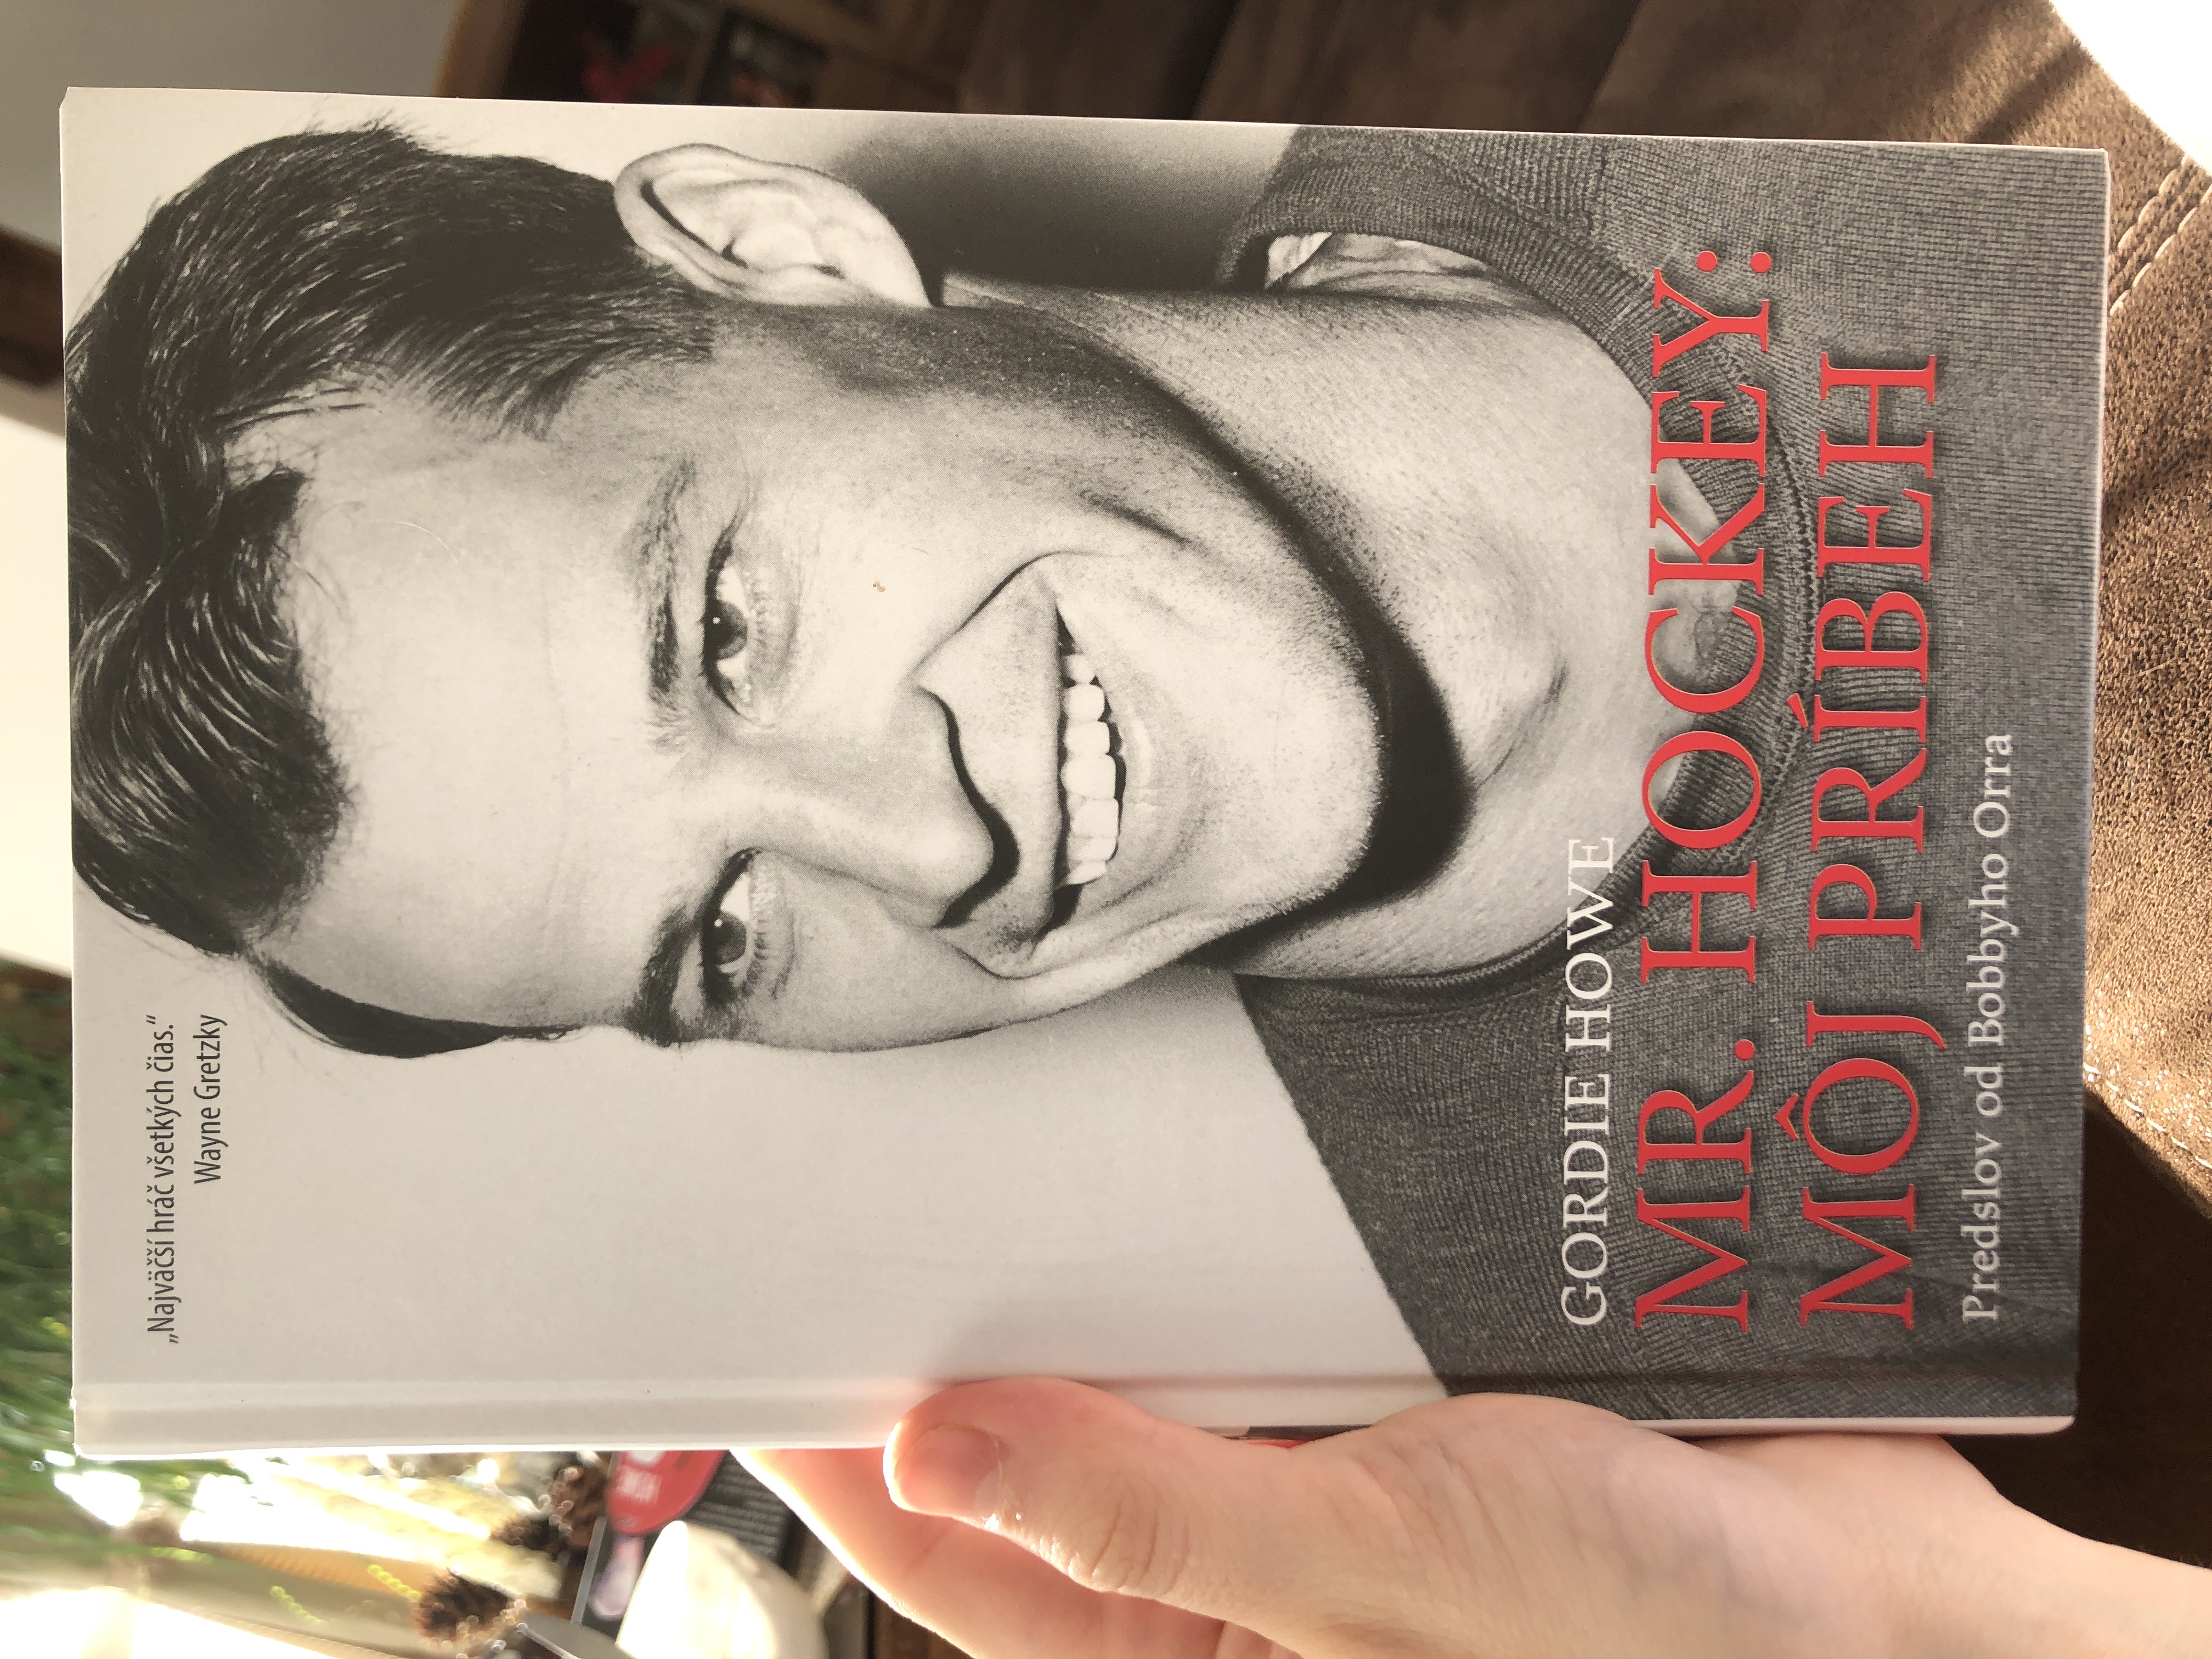 „Najväčší hráč všetkých čias.“
Wayne Gretzky
GORDIE HOWE
MR. HOCKEY:
MÔJ PRÍBEH
Predslov od Bobbyho Orra